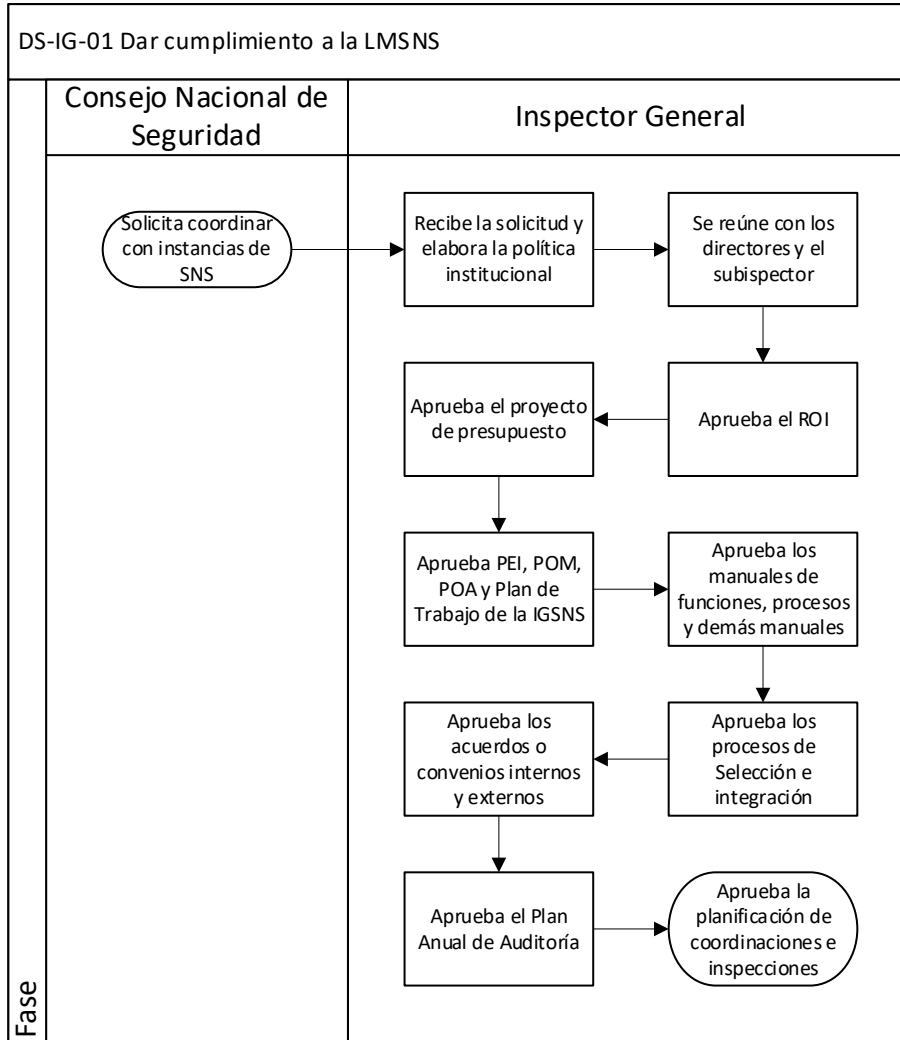 DS-IG-01 Dar cumplimiento a la LMSNS
Consejo Nacional de
Seguridad
Inspector General
Solicita coordinar
con instancias de
SNS
Recibe la solicitud y
elabora la política
institucional
Se reúne con los
directores y el
subispector
Aprueba el proyecto
de presupuesto
Aprueba el ROI
Aprueba PEI, POM,
POA y Plan de
Trabajo de la IGSNS
Aprueba los
manuales de
funciones, procesos
y demás manuales
Aprueba los
acuerdos o
convenios internos
y externos
Aprueba los
procesos de
Selección e
integración
Aprueba el Plan
Anual de Auditoría
Aprueba la
planificación de
coordinaciones e
inspecciones
Fase